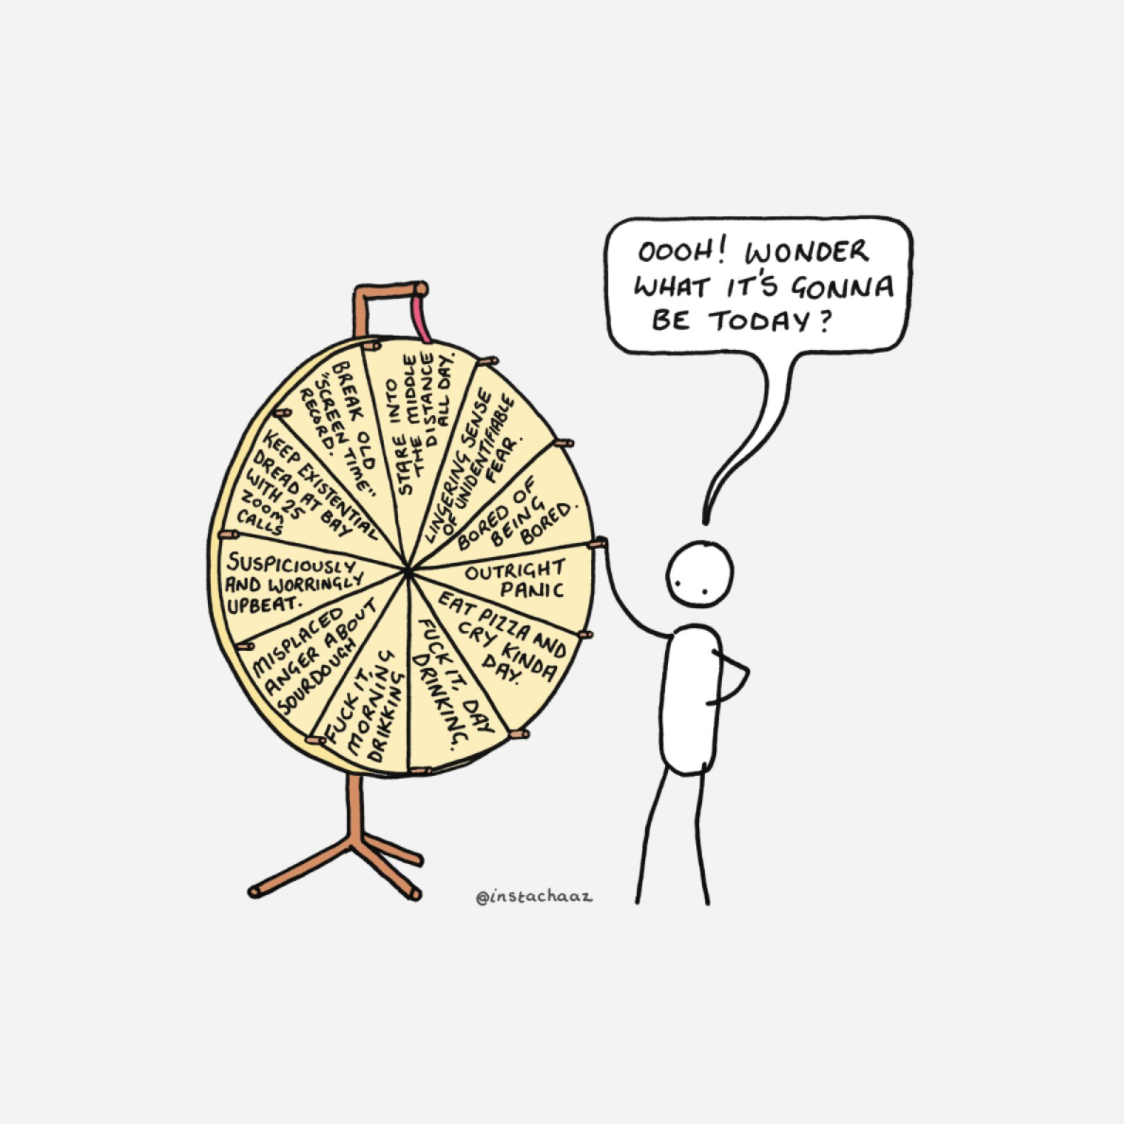 OOOH! WONDER
WHAT IT'S GONNA
BE TODAY?
STARE INTO
THE MIDDLE
DISTANCE
ALL DAY.
LINGERING SENSE
OF UNIDENTIFIABLE
FEAR.
BORED OF
BEING
BORED.
OUTRIGHT
PANIC
EAT PIZZA AND
CRY KINDA
DAY.
FUCK IT, DAY
DRINKING.
FUCK IT,
MORNING
DRIKKING
MISPLACED
ANGER ABOUT
SOURDOUGH
SUSPICIOUSLY
AND WORRINGLY
UPBEAT.
KEEP EXISTENTIAL
DREAD AT BAY
WITH 25
ZOOM
CALLS
BREAK OLD
"SCREEN TIME"
RECORD.
@instachaaz